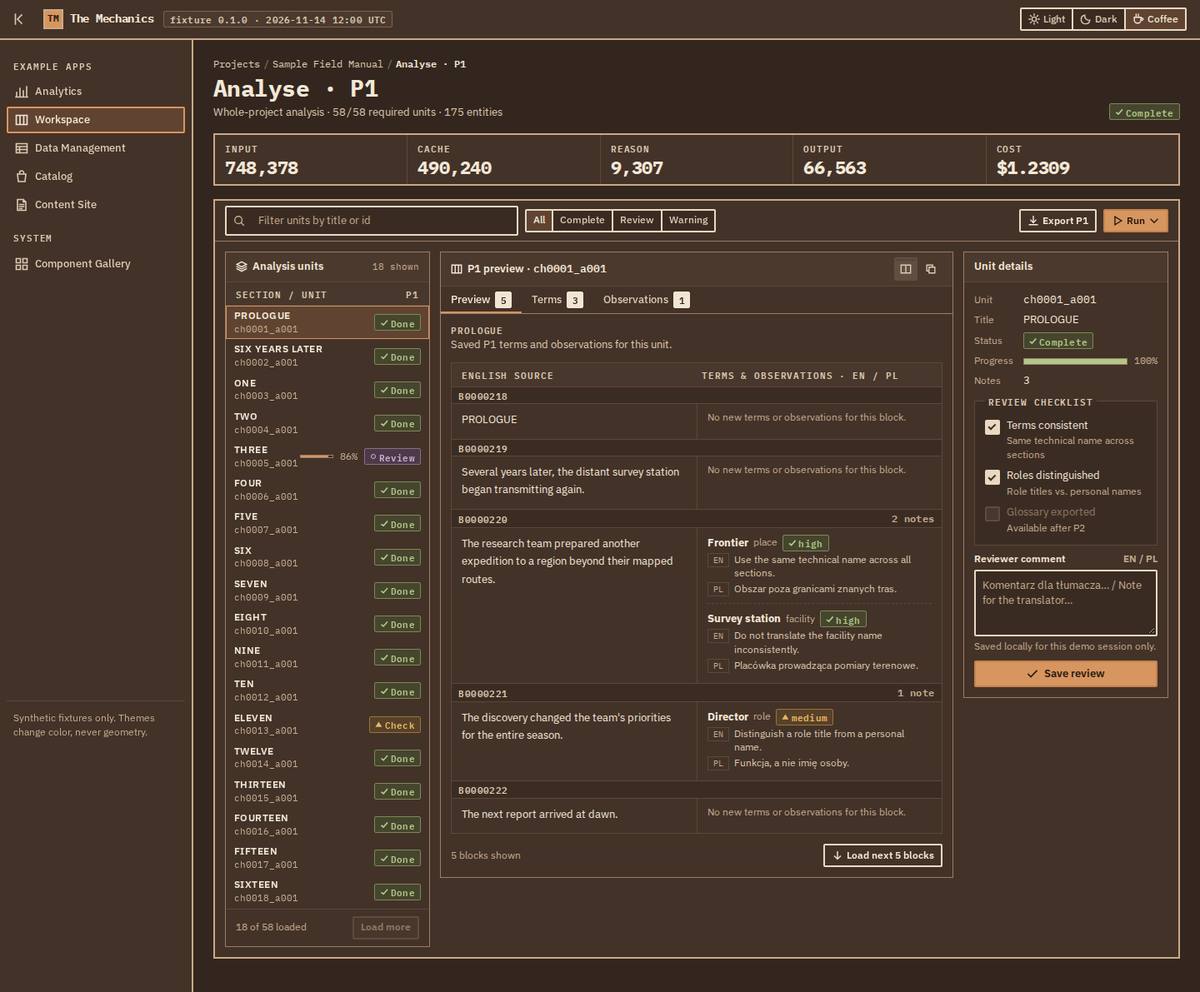 TM The Mechanics fixture 0.1.0 · 2026-11-14 12:00 UTC
Light Dark Coffee
EXAMPLE APPS
Analytics
Workspace
Data Management
Catalog
Content Site
SYSTEM
Component Gallery
Synthetic fixtures only. Themes
change color, never geometry.
Projects / Sample Field Manual / Analyse · P1
Analyse · P1
Whole-project analysis · 58/58 required units · 175 entities
Complete
INPUT
748,378
CACHE
490,240
REASON
9,307
OUTPUT
66,563
COST
$1.2309
Filter units by title or id
All Complete Review Warning
Export P1 Run
Analysis units 18 shown
SECTION / UNIT P1
PROLOGUE
ch0001_a001 Done
SIX YEARS LATER
ch0002_a001 Done
ONE
ch0003_a001 Done
TWO
ch0004_a001 Done
THREE
ch0005_a001 86% Review
FOUR
ch0006_a001 Done
FIVE
ch0007_a001 Done
SIX
ch0008_a001 Done
SEVEN
ch0009_a001 Done
EIGHT
ch0010_a001 Done
NINE
ch0011_a001 Done
TEN
ch0012_a001 Done
ELEVEN
ch0013_a001 Check
TWELVE
ch0014_a001 Done
THIRTEEN
ch0015_a001 Done
FOURTEEN
ch0016_a001 Done
FIFTEEN
ch0017_a001 Done
SIXTEEN
ch0018_a001 Done
18 of 58 loaded Load more
P1 preview · ch0001_a001
Preview 5 Terms 3 Observations 1
PROLOGUE
Saved P1 terms and observations for this unit.
ENGLISH SOURCE TERMS & OBSERVATIONS · EN / PL
B0000218
PROLOGUE
No new terms or observations for this block.
B0000219
Several years later, the distant survey station
began transmitting again.
No new terms or observations for this block.
B0000220 2 notes
The research team prepared another
expedition to a region beyond their mapped
routes.
Frontier place high
EN Use the same technical name across all
sections.
PL Obszar poza granicami znanych tras.
Survey station facility high
EN Do not translate the facility name
inconsistently.
PL Placówka prowadząca pomiary terenowe.
B0000221 1 note
The discovery changed the team's priorities
for the entire season.
Director role medium
EN Distinguish a role title from a personal
name.
PL Funkcja, a nie imię osoby.
B0000222
The next report arrived at dawn.
No new terms or observations for this block.
5 blocks shown Load next 5 blocks
Unit details
Unit ch0001_a001
Title PROLOGUE
Status Complete
Progress 100%
Notes 3
REVIEW CHECKLIST
Terms consistent
Same technical name across
sections
Roles distinguished
Role titles vs. personal names
Glossary exported
Available after P2
Reviewer comment EN / PL
Komentarz dla tłumacza… / Note
for the translator…
Saved locally for this demo session only.
Save review